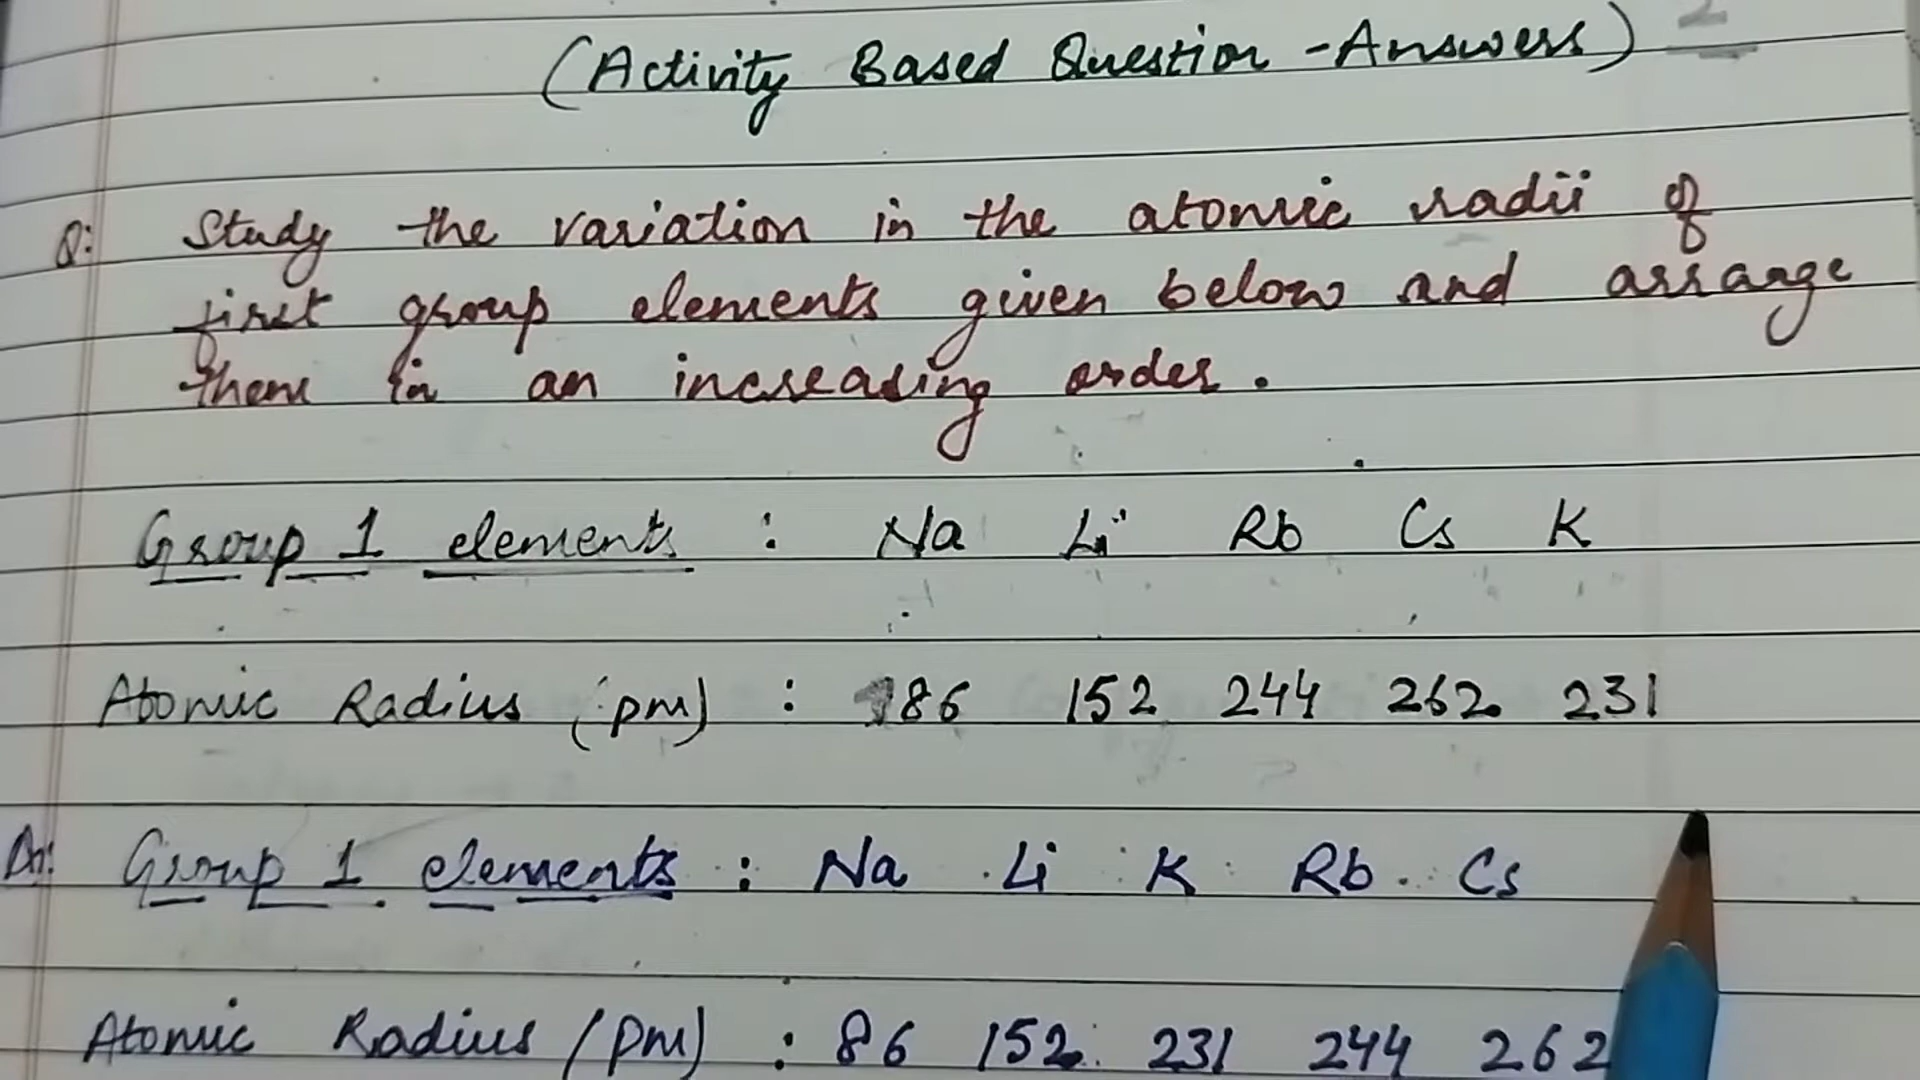 (Activity Based Question - Answers)
Q: Study the variation in the atomic radii of
first group elements given below and arrange
them in an increasing order.
Group 1 elements : Na Li Rb Cs K
Atomic Radius (pm) : 86 152 244 262 231
An: Group 1 elements : Na Li K Rb Cs
Atomic Radius (pm) : 86 152 231 244 262